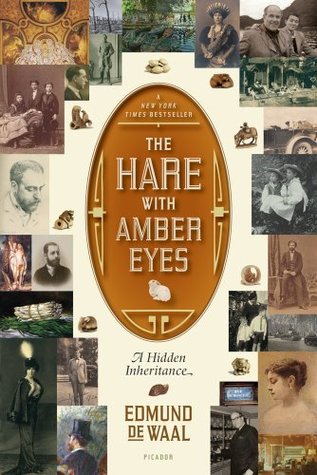 A
NEW YORK
TIMES BESTSELLER
THE
HARE
WITH
AMBER
EYES
A Hidden
Inheritance
EDMUND
DE WAAL
PICADOR